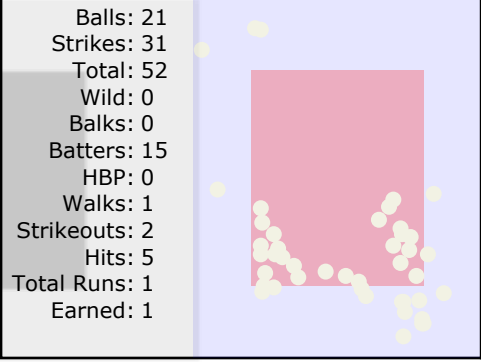 Balls: 21
Strikes: 31
Total: 52
Wild: 0
Balks: 0
Batters: 15
HBP: 0
Walks: 1
Strikeouts: 2
Hits: 5
Total Runs: 1
Earned: 1